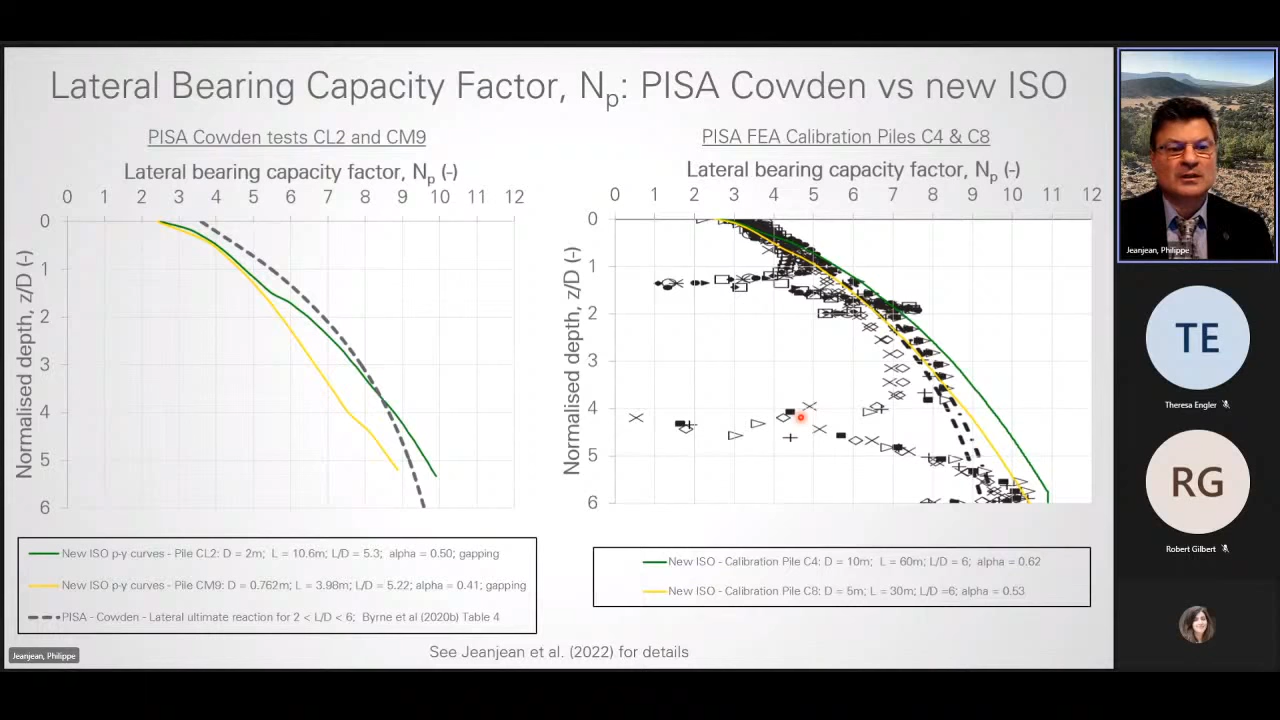 Lateral Bearing Capacity Factor, Np: PISA Cowden vs new ISO
PISA Cowden tests CL2 and CM9
Lateral bearing capacity factor, Np (-)
0 1 2 3 4 5 6 7 8 9 10 11 12
Normalised depth, z/D (-)
0
1
2
3
4
5
6
New ISO p-y curves - Pile CL2: D = 2m; L = 10.6m; L/D = 5.3; alpha = 0.50; gapping
New ISO p-y curves - Pile CM9: D = 0.762m; L = 3.98m; L/D = 5.22; alpha = 0.41; gapping
PISA - Cowden - Lateral ultimate reaction for 2 < L/D < 6; Byrne et al (2020b) Table 4
PISA FEA Calibration Piles C4 & C8
Lateral bearing capacity factor, Np (-)
0 1 2 3 4 5 6 7 8 9 10 11 12
Normalised depth, z/D (-)
0
1
2
3
4
5
6
New ISO - Calibration Pile C4: D = 10m; L = 60m; L/D = 6; alpha = 0.62
New ISO - Calibration Pile C8: D = 5m; L = 30m; L/D =6; alpha = 0.53
See Jeanjean et al. (2022) for details
Jeanjean, Philippe
Jeanjean, Philippe
TE
Theresa Engler
RG
Robert Gilbert